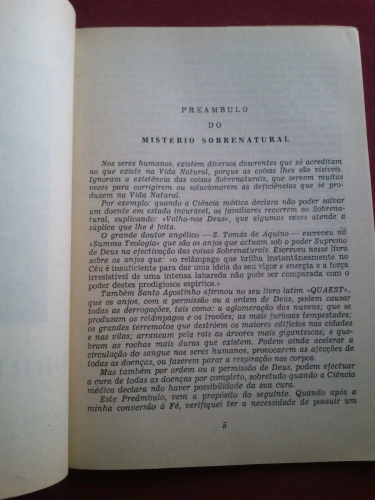 PREÂMBULO
DO
MISTÉRIO SOBRENATURAL
Nos seres humanos, existem diversos descrentes que só acreditam
no que existe na Vida Natural, porque as coisas lhes são visíveis.
Ignoram a existência das coisas Sobrenaturais, que servem muitas
vezes para corrigirem ou solucionarem as deficiências que se pro-
duzem na Vida Natural.
Por exemplo: quando a Ciência médica declara não poder salvar
um doente em estado incurável, os familiares recorrem ao Sobrena-
tural, suplicando: «Valha-nos Deus», que algumas vezes atende a
súplica que lhe é feita.
O grande doutor angélico — S. Tomás de Aquino — escreveu na
«Summa Teologia» que são os anjos que actuam sob o poder Supremo
de Deus na efectivação das coisas Sobrenaturais. Escreveu nesse
livro sobre os anjos que: «o relâmpago que brilha instantâneamente no
Céu é insuficiente para dar uma ideia do seu vigor e energia e a força
irresistível de uma intensa labareda não pode ser comparada com o
poder destes prodigiosos espíritos.»
Também Santo Agostinho afirmou no seu livro latim «QUAEST»,
que os anjos, com a permissão ou a ordem de Deus, podem causar
todas as derrogações, tais como: a aglomeração das nuvens, que as
produzam os relâmpagos e os trovões; as mais furiosas tempestades;
os grandes terremotos que destróem os maiores edifícios nas cidades
e nas vilas; arrancam pela rais as árvores mais gigantescas; e que-
bram as rochas mais duras que existem. Podem ainda acelerar a
circulação do sangue nos seres humanos, provocarem as afecções de
todas as doenças, ou fazerem parar a respiração nos corpos.
Mas também por ordem ou a permissão de Deus, podem efectuar
a cura de todas as doenças por completo, sobretudo quando a Ciência
médica declara não haver possibilidade da sua cura.
Este Preâmbulo, vem a propósito do seguinte. Quando após a
minha conversão à Fé, verifiquei ter a necessidade de possuir um
5